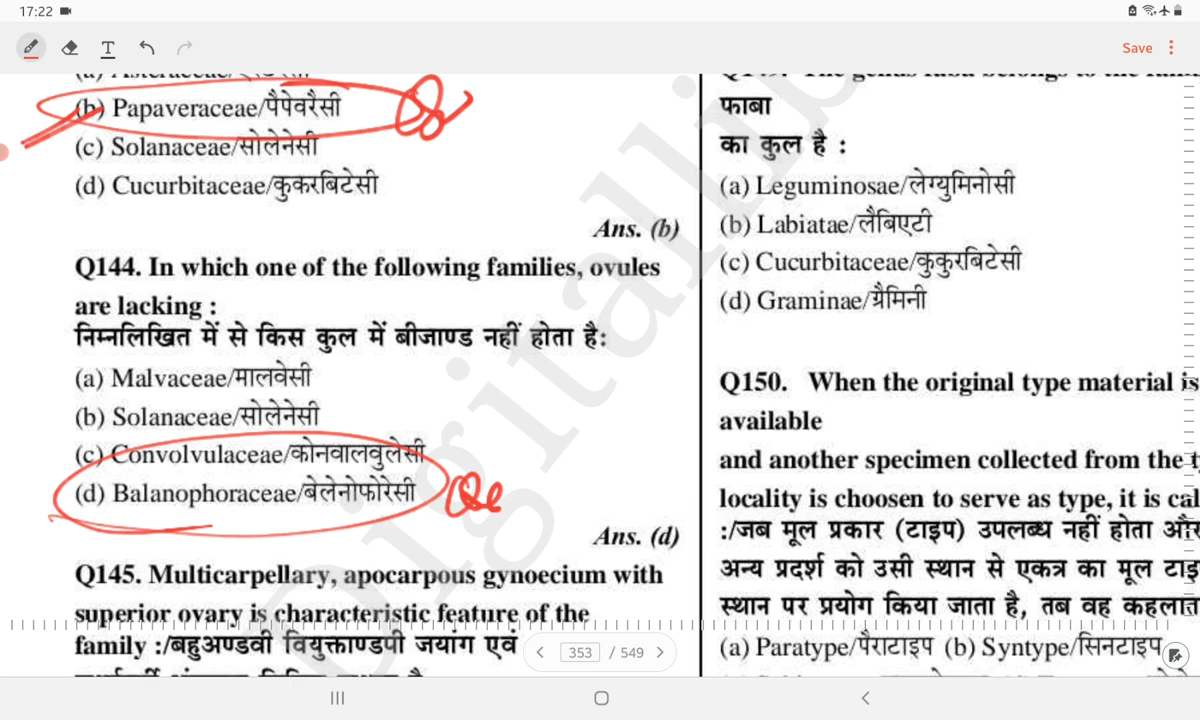 17:22
Save
(b) Papaveraceae/पैपेवरैसी
(c) Solanaceae/सोलेनेसी
(d) Cucurbitaceae/कुकरबिटेसी
Ans. (b)
Q144. In which one of the following families, ovules
are lacking :
निम्नलिखित में से किस कुल में बीजाण्ड नहीं होता है:
(a) Malvaceae/मालवेसी
(b) Solanaceae/सोलेनेसी
(c) Convolvulaceae/कोनवालवुलेसी
(d) Balanophoraceae/बेलेनोफोरेसी
Ans. (d)
Q145. Multicarpellary, apocarpous gynoecium with
superior ovary is characteristic feature of the
family :/बहुअण्डवी वियुक्ताण्डपी जयांग एवं
फाबा
का कुल है :
(a) Leguminosae/लेग्युमिनोसी
(b) Labiatae/लैबिएटी
(c) Cucurbitaceae/कुकुरबिटेसी
(d) Graminae/ग्रैमिनी
Q150. When the original type material is
available
and another specimen collected from the
locality is choosen to serve as type, it is
:/जब मूल प्रकार (टाइप) उपलब्ध नहीं होता और
अन्य प्रदर्श को उसी स्थान से एकत्र का मूल
स्थान पर प्रयोग किया जाता है, तब वह
(a) Paratype/पैराटाइप (b) Syntype/सिनटाइप
353 / 549